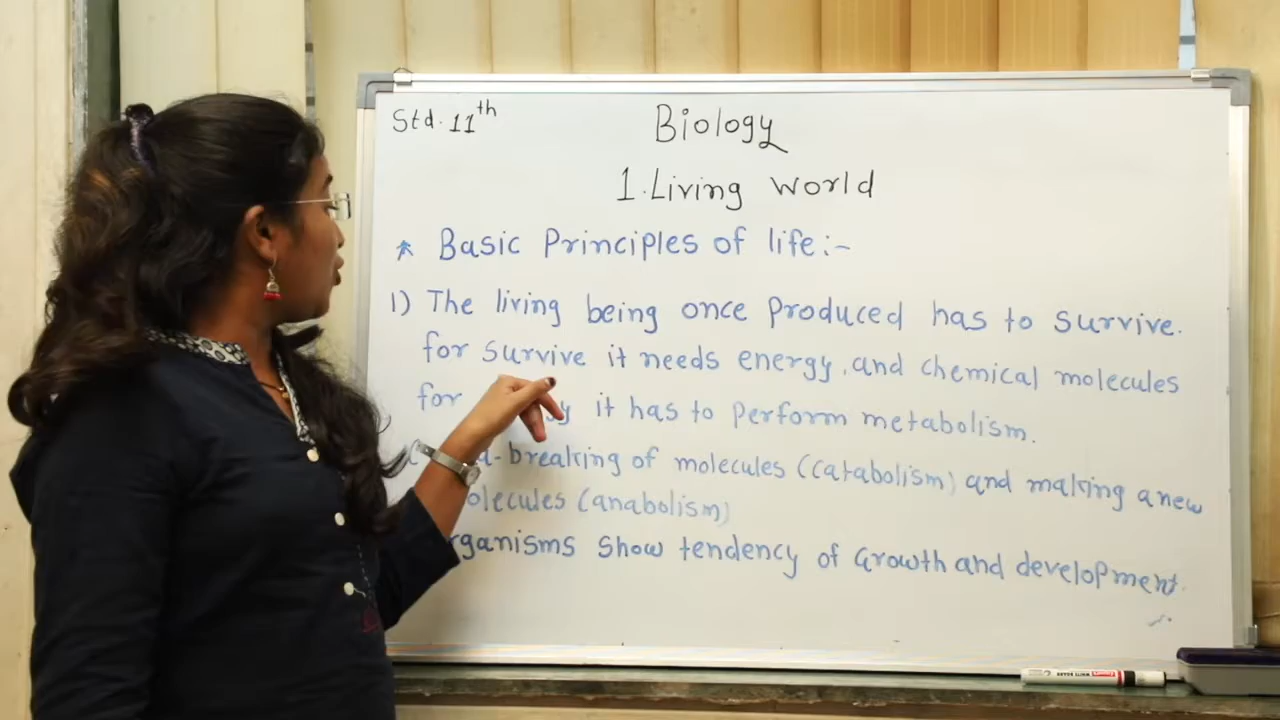 Std. 11th
Biology
1. Living world
* Basic Principles of life:-
1) The living being once produced has to survive.
for survive it needs energy, and chemical molecules
for it has to perform metabolism.
breaking of molecules (catabolism) and making a new
molecules (anabolism)
organisms show tendency of Growth and development.